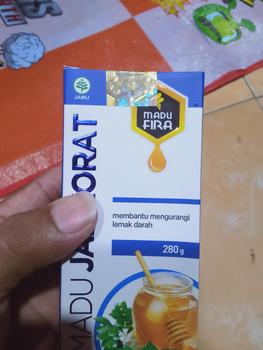 JAMU
MADU
FIRA
membantu mengurangi
lemak darah
280 g
MADU